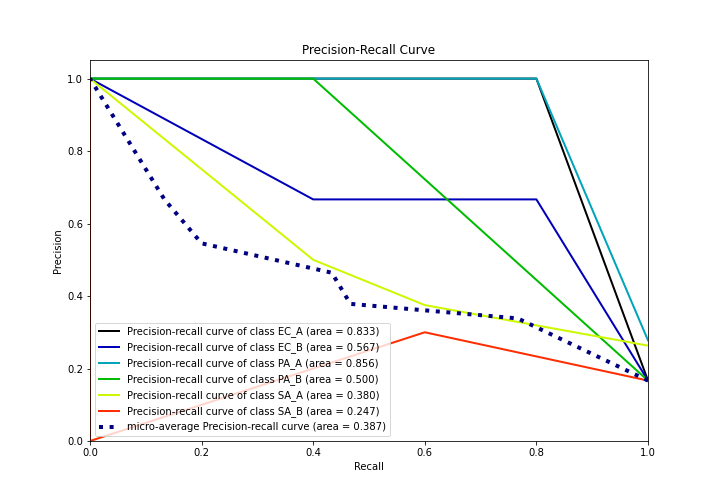 Precision-Recall Curve
1.0
0.8
0.6
0.4
0.2
0.0
Precision
Precision-recall curve of class EC_A (area = 0.833)
Precision-recall curve of class EC_B (area = 0.567)
Precision-recall curve of class PA_A (area = 0.856)
Precision-recall curve of class PA_B (area = 0.500)
Precision-recall curve of class SA_A (area = 0.380)
Precision-recall curve of class SA_B (area = 0.247)
micro-average Precision-recall curve (area = 0.387)
0.0 0.2 0.4 0.6 0.8 1.0
Recall